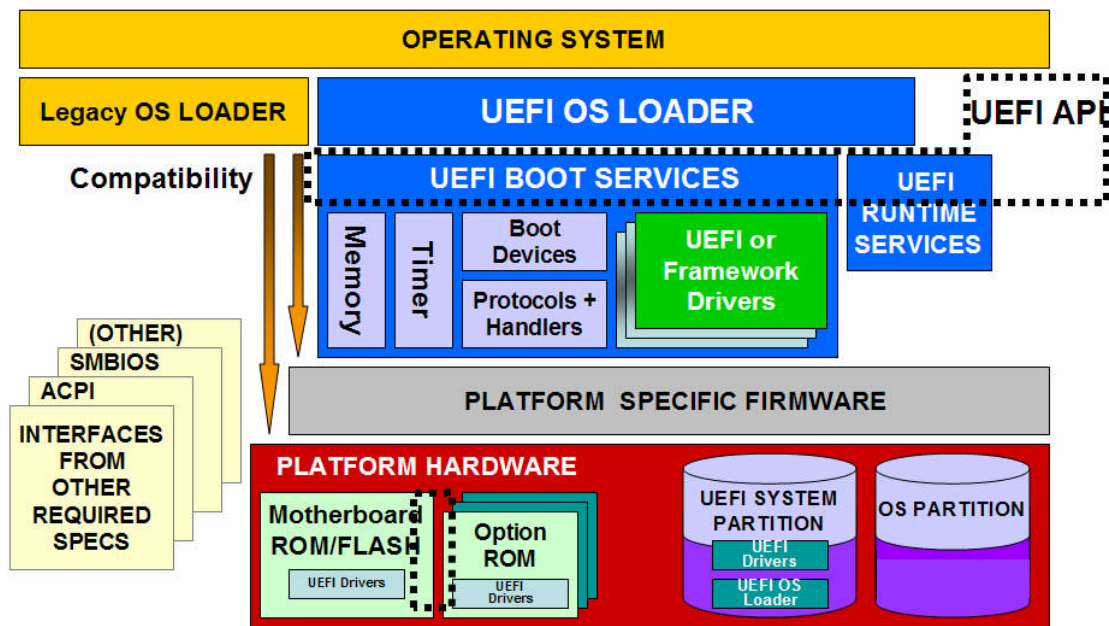 OPERATING SYSTEM
Legacy OS LOADER
UEFI OS LOADER
UEFI API
Compatibility
UEFI BOOT SERVICES
UEFI
RUNTIME
SERVICES
Memory
Timer
Boot
Devices
Protocols +
Handlers
UEFI or
Framework
Drivers
(OTHER)
SMBIOS
ACPI
INTERFACES
FROM
OTHER
REQUIRED
SPECS
PLATFORM SPECIFIC FIRMWARE
PLATFORM HARDWARE
Motherboard
ROM/FLASH
UEFI Drivers
Option
ROM
UEFI
Drivers
UEFI SYSTEM
PARTITION
UEFI
Drivers
UEFI OS
Loader
OS PARTITION